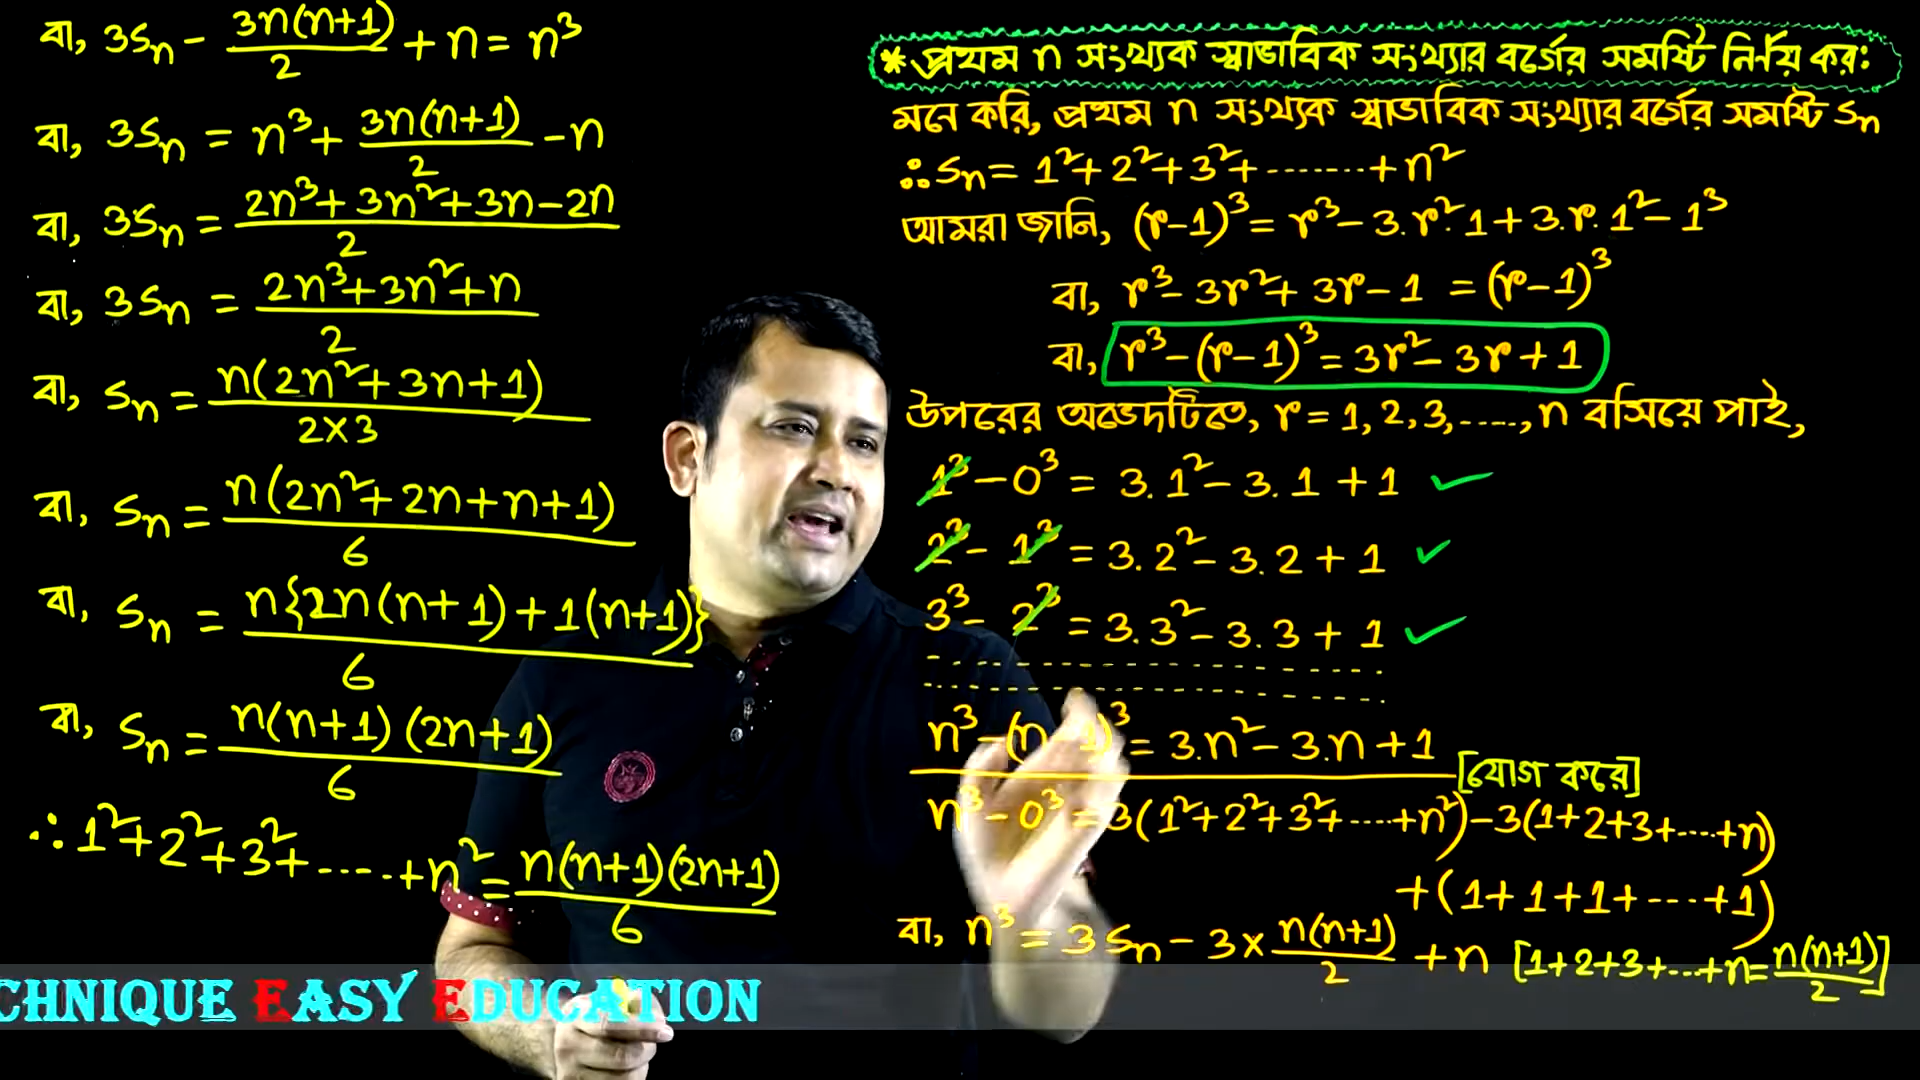 * প্রথম n সংখ্যক স্বাভাবিক সংখ্যার বর্গের সমষ্টি নির্ণয় কর:
মনে করি, প্রথম n সংখ্যক স্বাভাবিক সংখ্যার বর্গের সমষ্টি Sₙ
∴ Sₙ = 1² + 2² + 3² + ........ + n²
আমরা জানি, (r-1)³ = r³ - 3.r².1 + 3.r.1² - 1³
বা, r³ - 3r² + 3r - 1 = (r-1)³
বা, r³ - (r-1)³ = 3r² - 3r + 1
উপরের অভেদটিতে, r = 1, 2, 3, ....., n বসিয়ে পাই,
1³ - 0³ = 3.1² - 3.1 + 1 ✓
2³ - 1³ = 3.2² - 3.2 + 1 ✓
3³ - 2³ = 3.3² - 3.3 + 1 ✓
n³ - (n-1)³ = 3.n² - 3.n + 1
[যোগ করে]
n³ - 0³ = 3(1² + 2² + 3² + ..... + n²) - 3(1+2+3+....+n)
+ (1+1+1+ ---- +1)
বা, n³ = 3Sₙ - 3 × n(n+1)/2 + n [1+2+3+...+n = n(n+1)/2]
বা, 3Sₙ - 3n(n+1)/2 + n = n³
বা, 3Sₙ = n³ + 3n(n+1)/2 - n
বা, 3Sₙ = (2n³ + 3n² + 3n - 2n)/2
বা, 3Sₙ = (2n³ + 3n² + n)/2
বা, Sₙ = n(2n² + 3n + 1)/2×3
বা, Sₙ = n(2n² + 2n + n + 1)/6
বা, Sₙ = n{2n(n+1) + 1(n+1)}/6
বা, Sₙ = n(n+1)(2n+1)/6
∴ 1² + 2² + 3² + ..... + n² = n(n+1)(2n+1)/6
CHNIQUE EASY EDUCATION